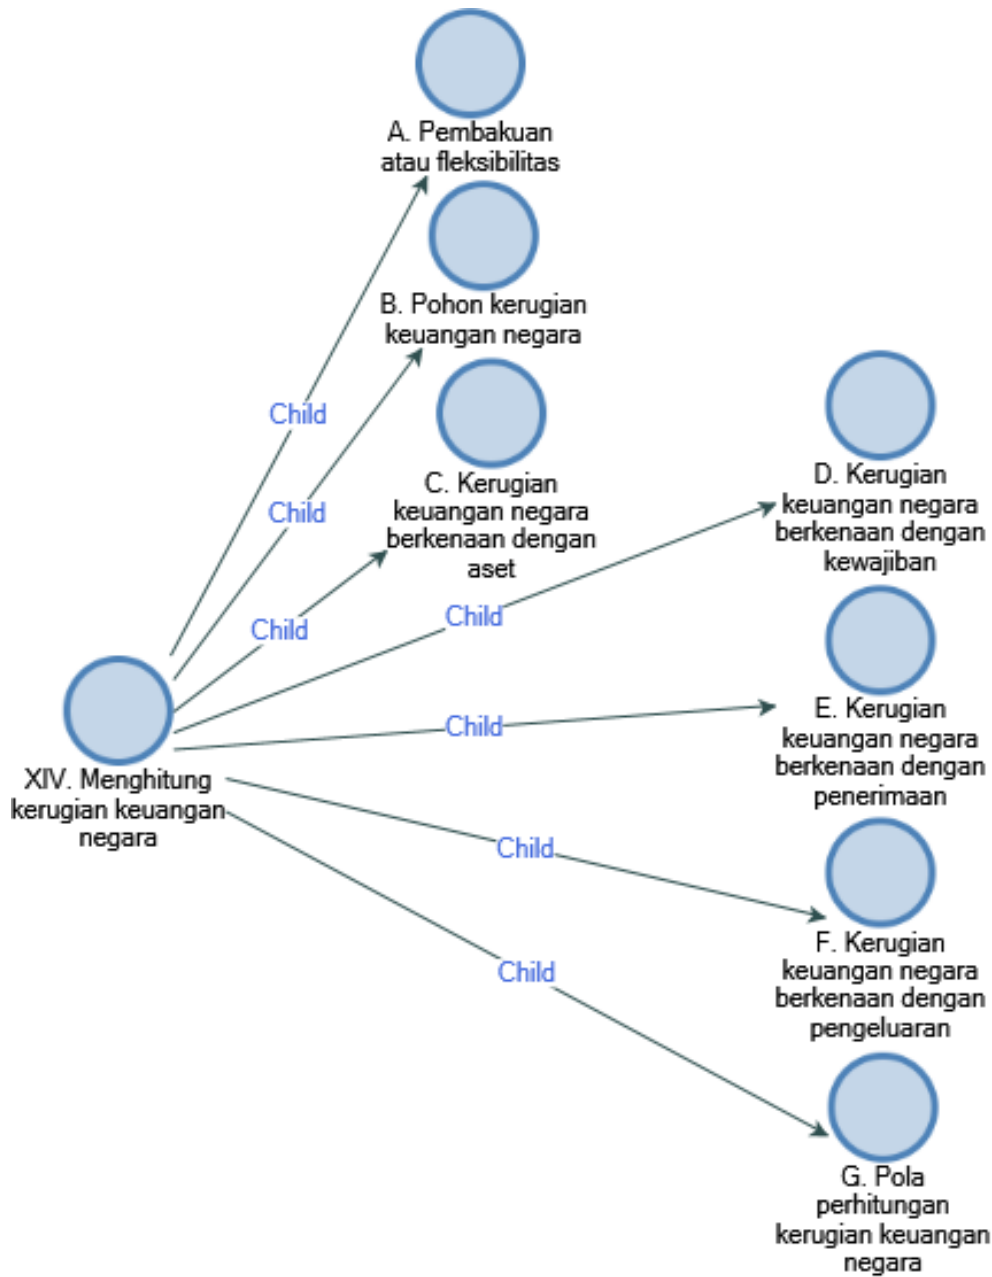 A. Pembakuan
atau fleksibilitas
B. Pohon kerugian
keuangan negara
Child
C. Kerugian
keuangan negara
berkenaan dengan
aset
D. Kerugian
keuangan negara
berkenaan dengan
kewajiban
Child
Child
Child
E. Kerugian
keuangan negara
berkenaan dengan
penerimaan
Child
XIV. Menghitung
kerugian keuangan
negara
Child
F. Kerugian
keuangan negara
berkenaan dengan
pengeluaran
Child
G. Pola
perhitungan
kerugian keuangan
negara